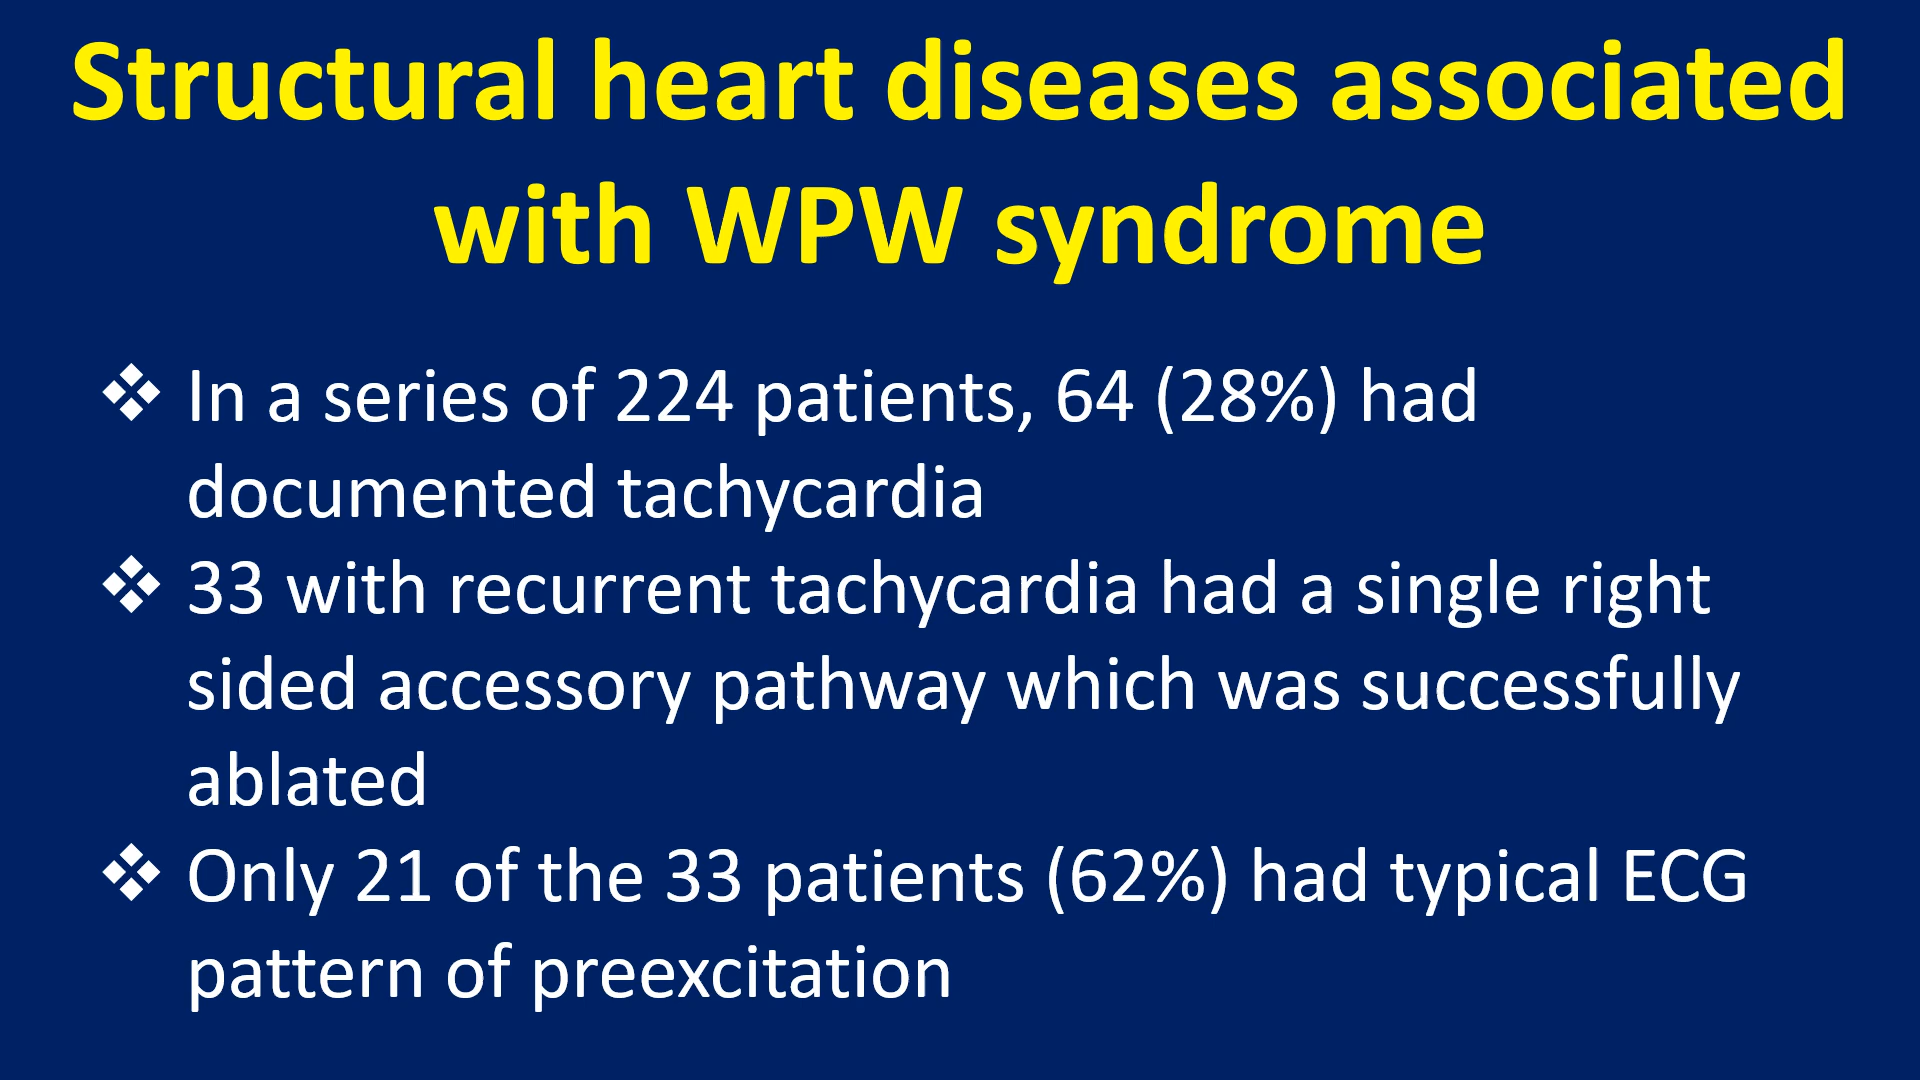 Structural heart diseases associated
with WPW syndrome
❖ In a series of 224 patients, 64 (28%) had
documented tachycardia
❖ 33 with recurrent tachycardia had a single right
sided accessory pathway which was successfully
ablated
❖ Only 21 of the 33 patients (62%) had typical ECG
pattern of preexcitation